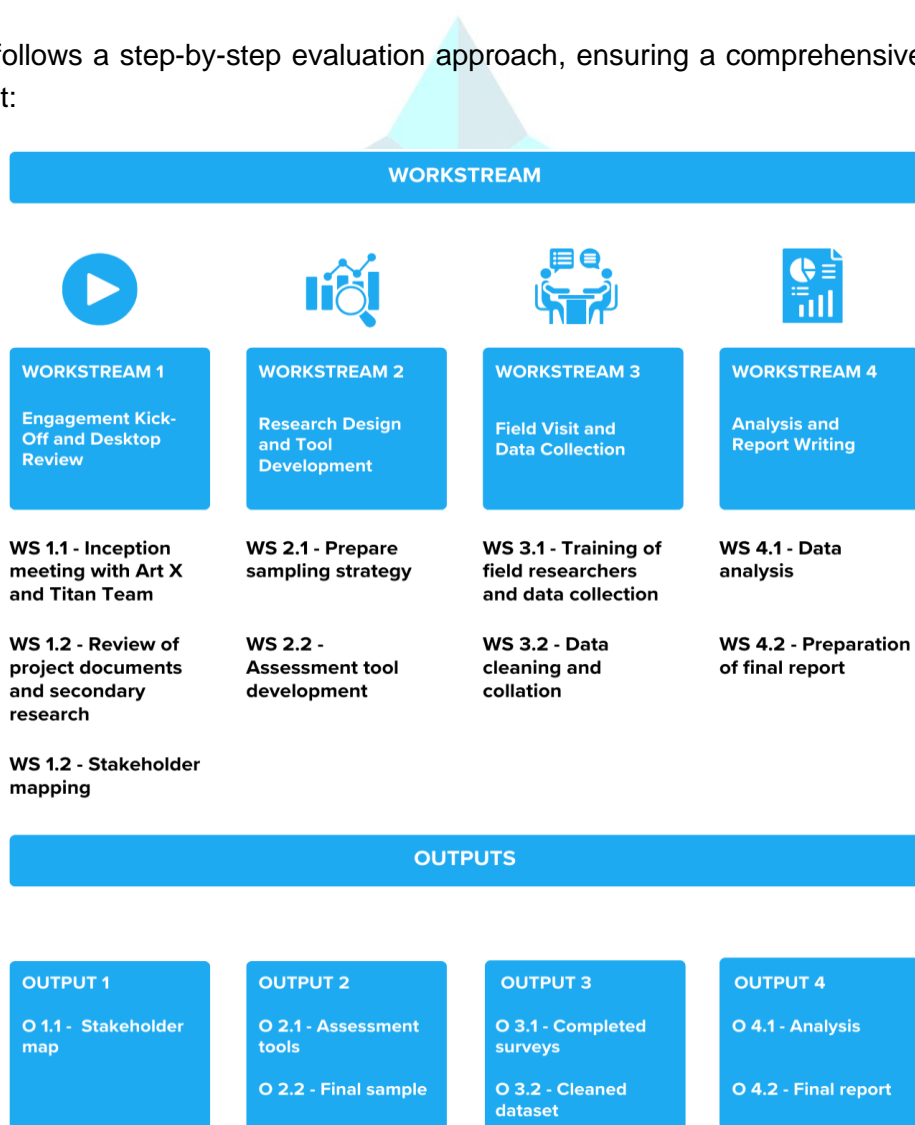 follows a step-by-step evaluation approach, ensuring a comprehensive
t:
WORKSTREAM
WORKSTREAM 1
Engagement Kick-
Off and Desktop
Review
WORKSTREAM 2
Research Design
and Tool
Development
WORKSTREAM 3
Field Visit and
Data Collection
WORKSTREAM 4
Analysis and
Report Writing
WS 1.1 - Inception
meeting with Art X
and Titan Team
WS 1.2 - Review of
project documents
and secondary
research
WS 1.2 - Stakeholder
mapping
WS 2.1 - Prepare
sampling strategy
WS 2.2 -
Assessment tool
development
WS 3.1 - Training of
field researchers
and data collection
WS 3.2 - Data
cleaning and
collation
WS 4.1 - Data
analysis
WS 4.2 - Preparation
of final report
OUTPUTS
OUTPUT 1
O 1.1 - Stakeholder
map
OUTPUT 2
O 2.1 - Assessment
tools
O 2.2 - Final sample
OUTPUT 3
O 3.1 - Completed
surveys
O 3.2 - Cleaned
dataset
OUTPUT 4
O 4.1 - Analysis
O 4.2 - Final report